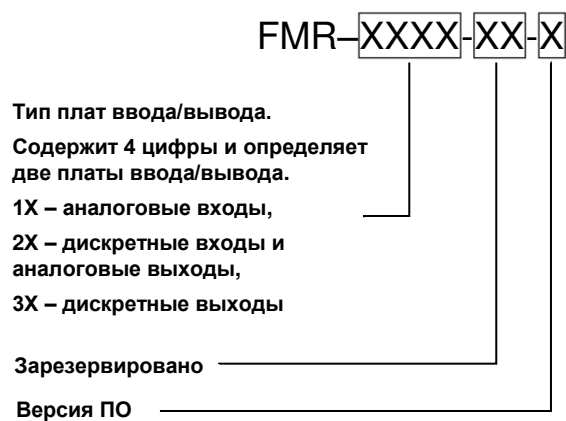 FMR–XXXX-XX-X
Тип плат ввода/вывода.
Содержит 4 цифры и определяет
две платы ввода/вывода.
1X – аналоговые входы,
2X – дискретные входы и
аналоговые выходы,
3X – дискретные выходы
Зарезервировано
Версия ПО